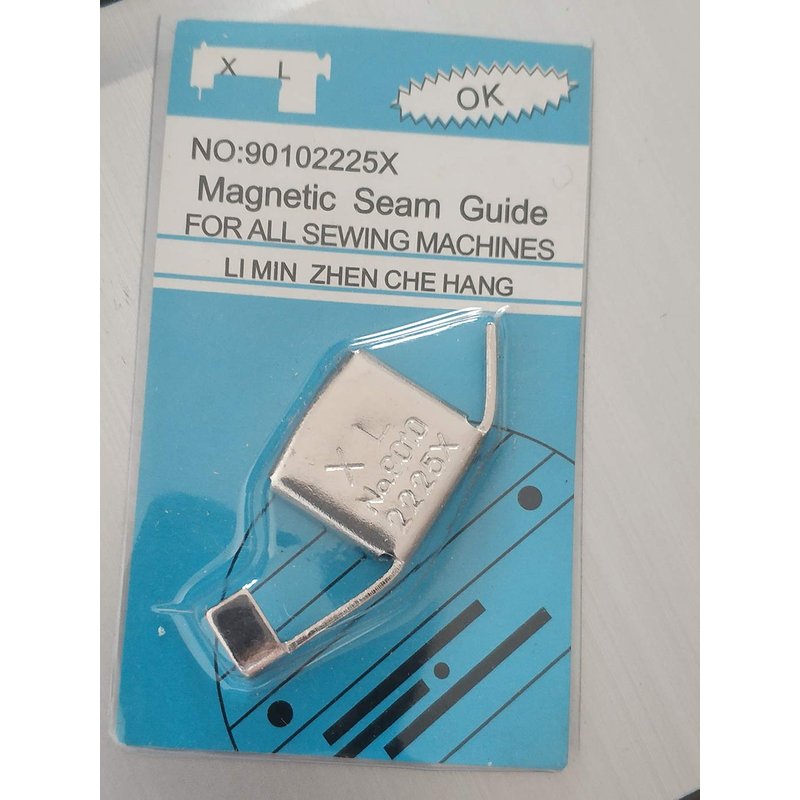 X L
OK
NO:90102225X
Magnetic Seam Guide
FOR ALL SEWING MACHINES
LI MIN ZHEN CHE HANG
X L
No.9010
2225X